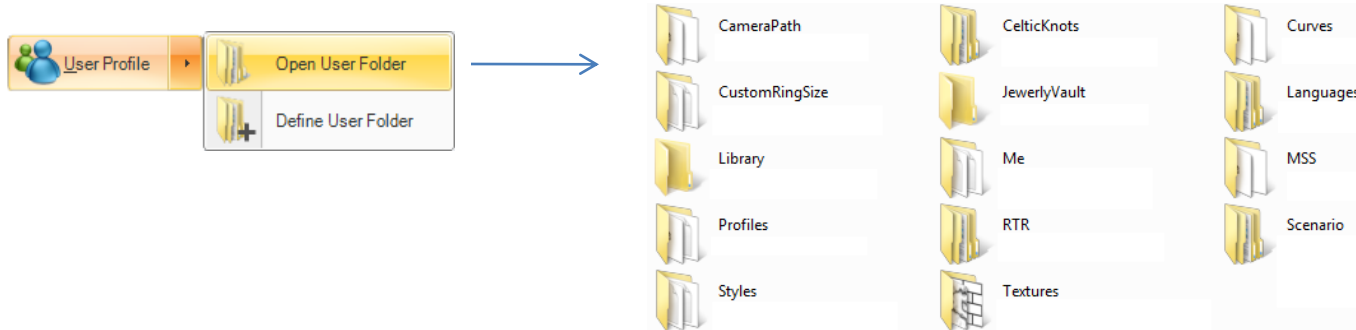 User Profile
Open User Folder
Define User Folder
CameraPath
CelticKnots
Curves
CustomRingSize
JewerlyVault
Languages
Library
Me
MSS
Profiles
RTR
Scenario
Styles
Textures